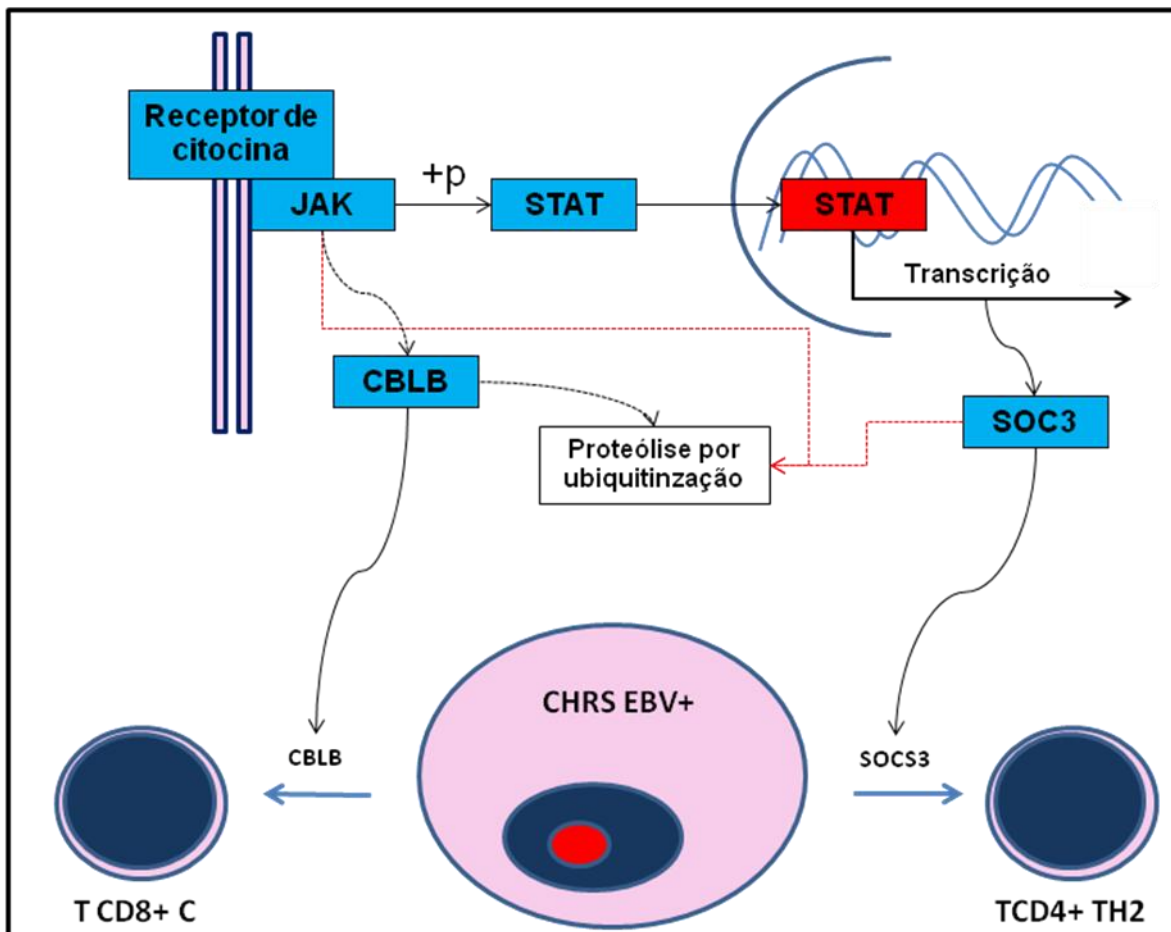 Receptor de
citocina
JAK
+p
STAT
STAT
Transcrição
CBLB
SOC3
Proteólise por
ubiquitinzação
CHRS EBV+
CBLB
SOCS3
T CD8+ C
TCD4+ TH2